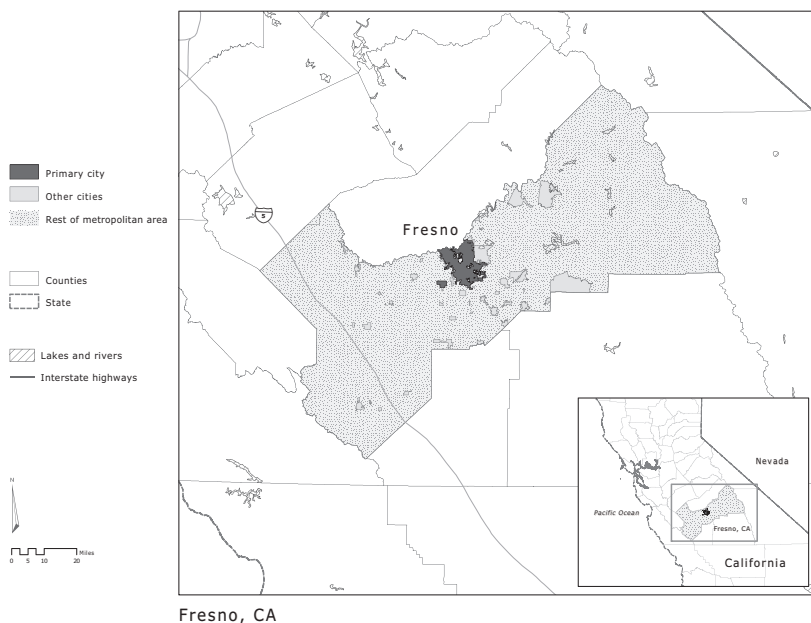 Primary city
Other cities
Rest of metropolitan area
Counties
State
Lakes and rivers
Interstate highways
N
Miles
0 5 10 20
5
Fresno
Nevada
Pacific Ocean
Fresno, CA
California
Fresno, CA